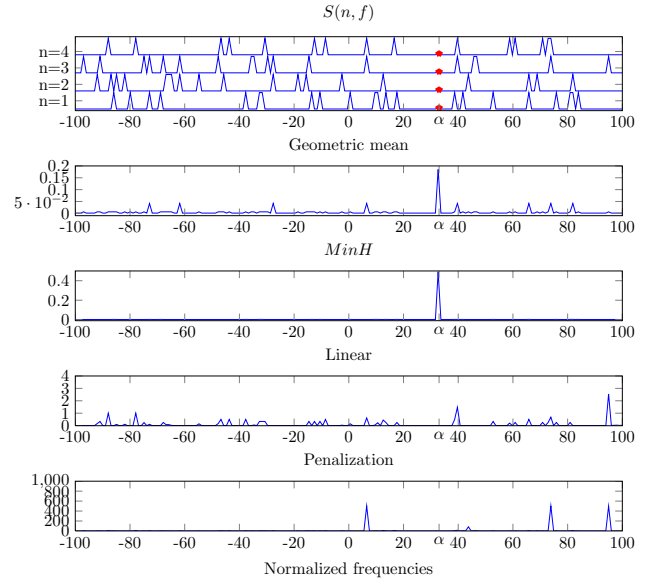 S(n, f)
n=4
n=3
n=2
n=1
-100 -80 -60 -40 -20 0 20 α 40 60 80 100
Geometric mean
0.2
0.15
0.1
5 · 10⁻²
0
-100 -80 -60 -40 -20 0 20 α 40 60 80 100
MinH
0.4
0.2
0
-100 -80 -60 -40 -20 0 20 α 40 60 80 100
Linear
4
3
2
1
0
-100 -80 -60 -40 -20 0 20 α 40 60 80 100
Penalization
1,000
800
600
400
200
0
-100 -80 -60 -40 -20 0 20 α 40 60 80 100
Normalized frequencies